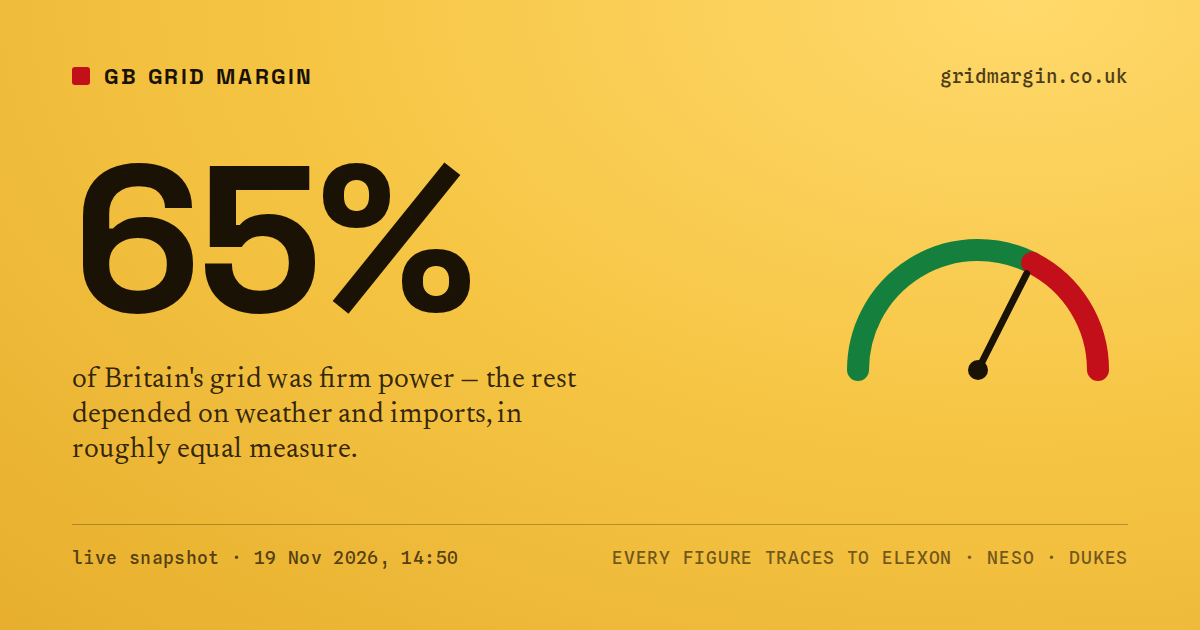 GB GRID MARGIN
gridmargin.co.uk
65%
of Britain's grid was firm power — the rest
depended on weather and imports, in
roughly equal measure.
live snapshot · 19 Nov 2026, 14:50
EVERY FIGURE TRACES TO ELEXON · NESO · DUKES